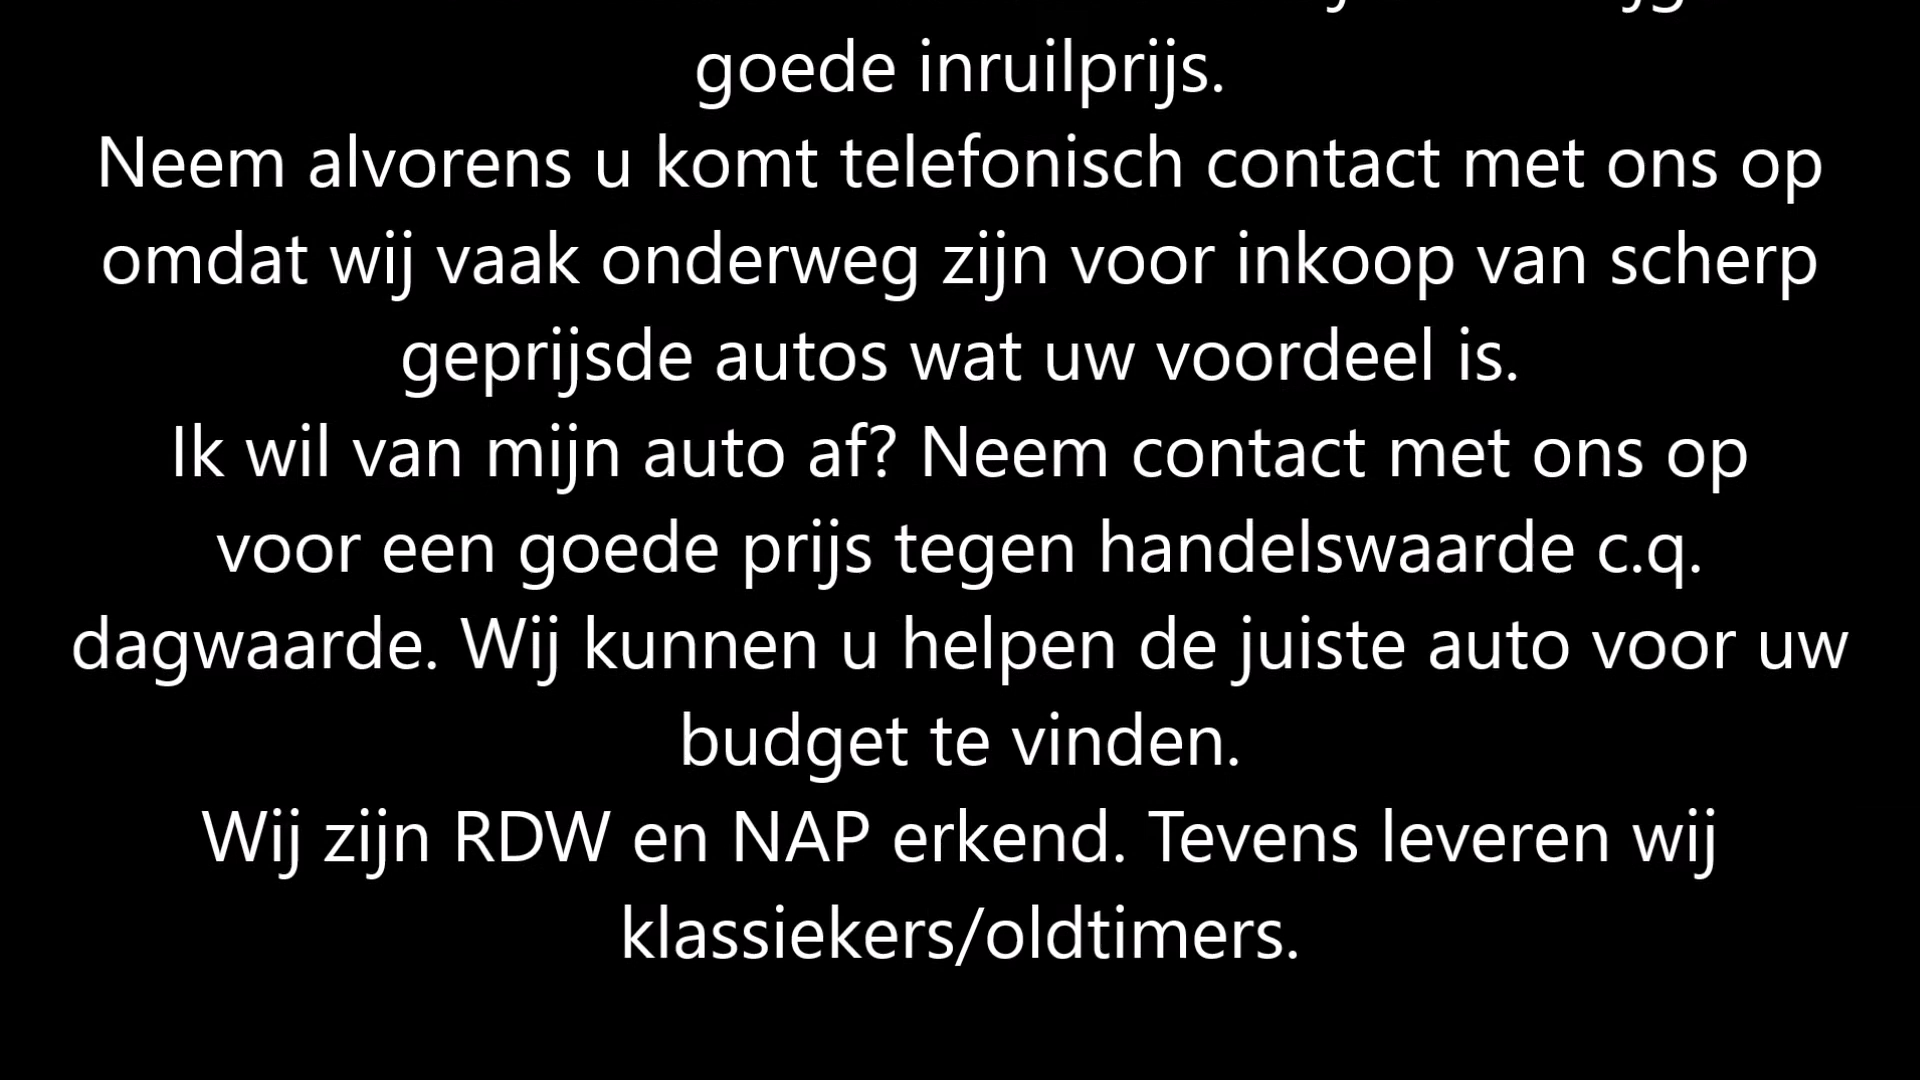 goede inruilprijs.
Neem alvorens u komt telefonisch contact met ons op
omdat wij vaak onderweg zijn voor inkoop van scherp
geprijsde autos wat uw voordeel is.
Ik wil van mijn auto af? Neem contact met ons op
voor een goede prijs tegen handelswaarde c.q.
dagwaarde. Wij kunnen u helpen de juiste auto voor uw
budget te vinden.
Wij zijn RDW en NAP erkend. Tevens leveren wij
klassiekers/oldtimers.